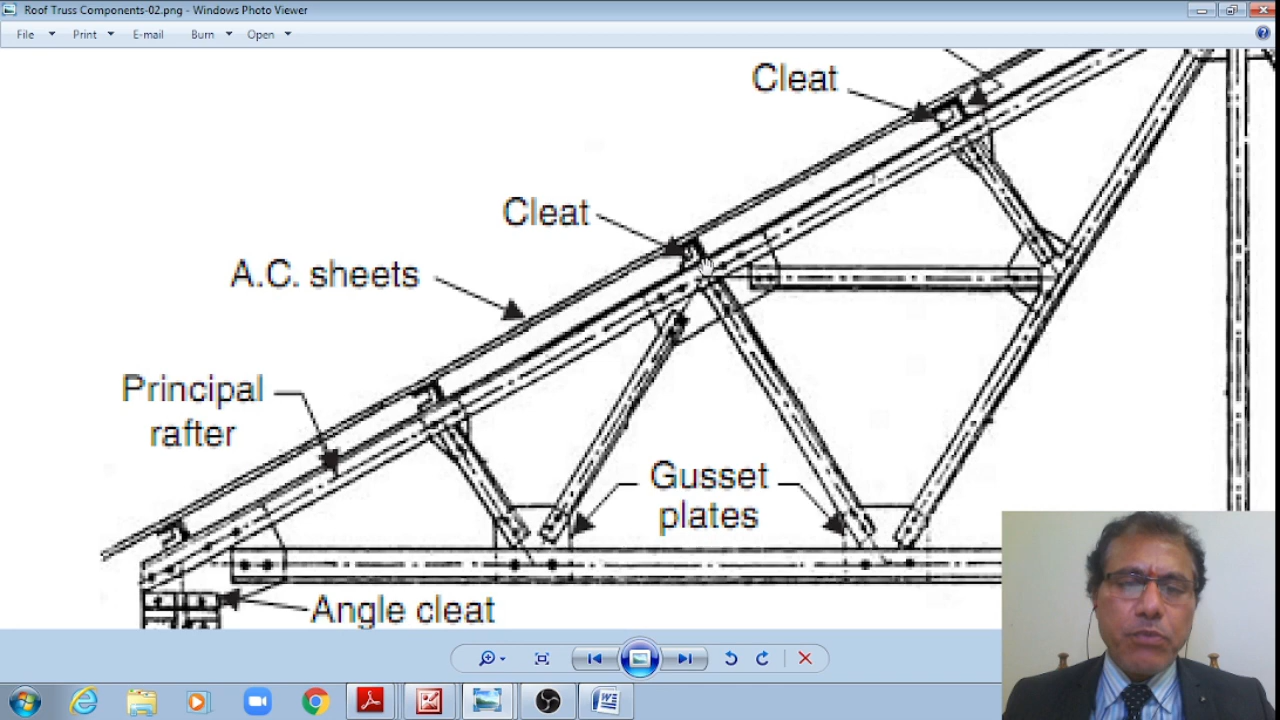 Roof Truss Components-02.png - Windows Photo Viewer
File Print E-mail Burn Open
Cleat
Cleat
A.C. sheets
Principal
rafter
Gusset
plates
Angle cleat